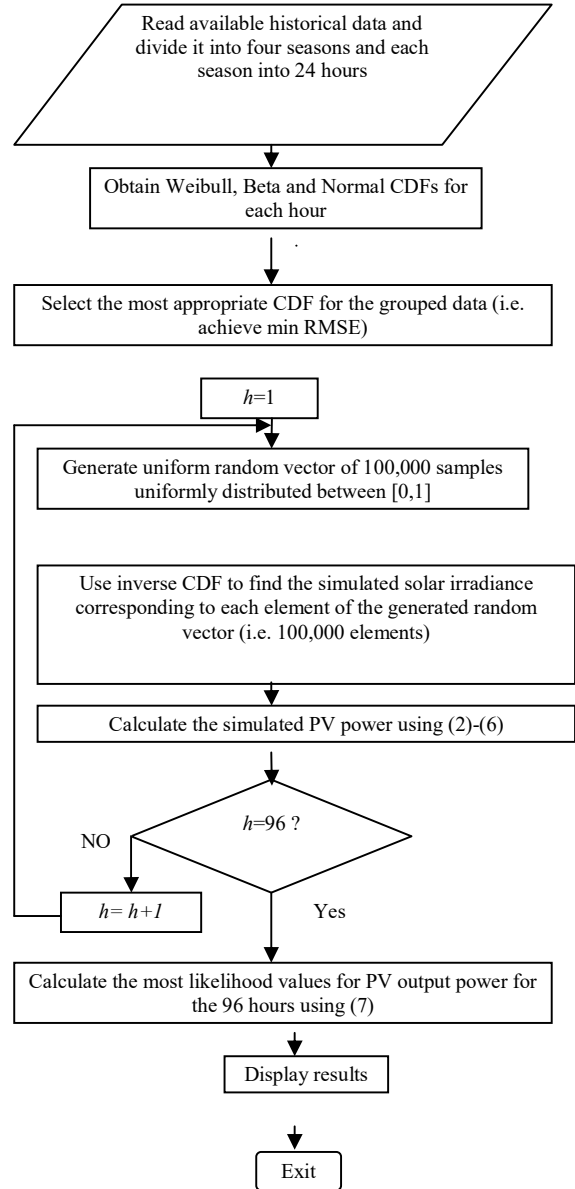 Read available historical data and
divide it into four seasons and each
season into 24 hours
Obtain Weibull, Beta and Normal CDFs for
each hour
.
Select the most appropriate CDF for the grouped data (i.e.
achieve min RMSE)
h=1
Generate uniform random vector of 100,000 samples
uniformly distributed between [0,1]
Use inverse CDF to find the simulated solar irradiance
corresponding to each element of the generated random
vector (i.e. 100,000 elements)
Calculate the simulated PV power using (2)-(6)
h=96 ?
NO
h= h+1
Yes
Calculate the most likelihood values for PV output power for
the 96 hours using (7)
Display results
Exit